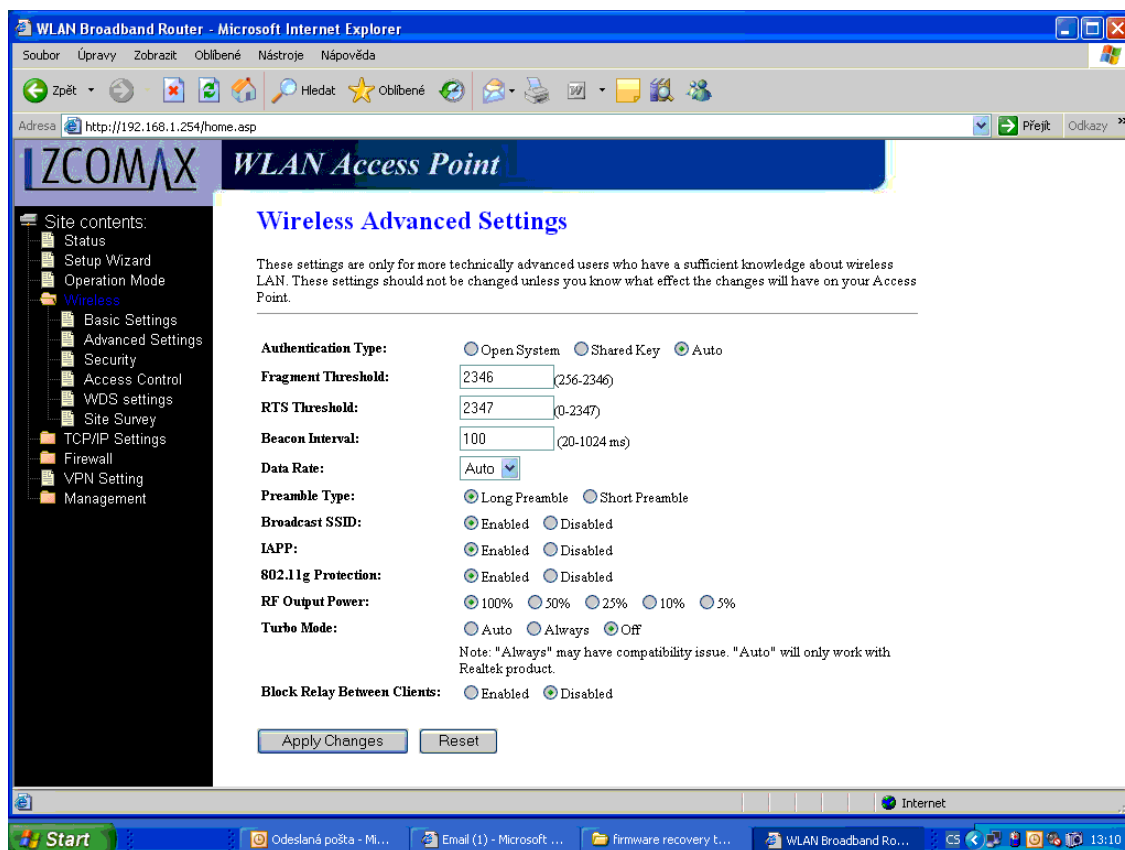 WLAN Broadband Router - Microsoft Internet Explorer
Soubor Úpravy Zobrazit Oblíbené Nástroje Nápověda
Zpět Hledat Oblíbené
Adresa http://192.168.1.254/home.asp Přejít Odkazy »
ZCOMAX WLAN Access Point
Site contents:
Status
Setup Wizard
Operation Mode
Wireless
Basic Settings
Advanced Settings
Security
Access Control
WDS settings
Site Survey
TCP/IP Settings
Firewall
VPN Setting
Management
Wireless Advanced Settings
These settings are only for more technically advanced users who have a sufficient knowledge about wireless
LAN. These settings should not be changed unless you know what effect the changes will have on your Access
Point.
Authentication Type: Open System Shared Key Auto
Fragment Threshold: 2346 (256-2346)
RTS Threshold: 2347 (0-2347)
Beacon Interval: 100 (20-1024 ms)
Data Rate: Auto
Preamble Type: Long Preamble Short Preamble
Broadcast SSID: Enabled Disabled
IAPP: Enabled Disabled
802.11g Protection: Enabled Disabled
RF Output Power: 100% 50% 25% 10% 5%
Turbo Mode: Auto Always Off
Note: "Always" may have compatibility issue. "Auto" will only work with
Realtek product.
Block Relay Between Clients: Enabled Disabled
Apply Changes Reset
Internet
Start Odeslaná pošta - Mi... Email (1) - Microsoft ... firmware recovery t... WLAN Broadband Ro... CS 13:10